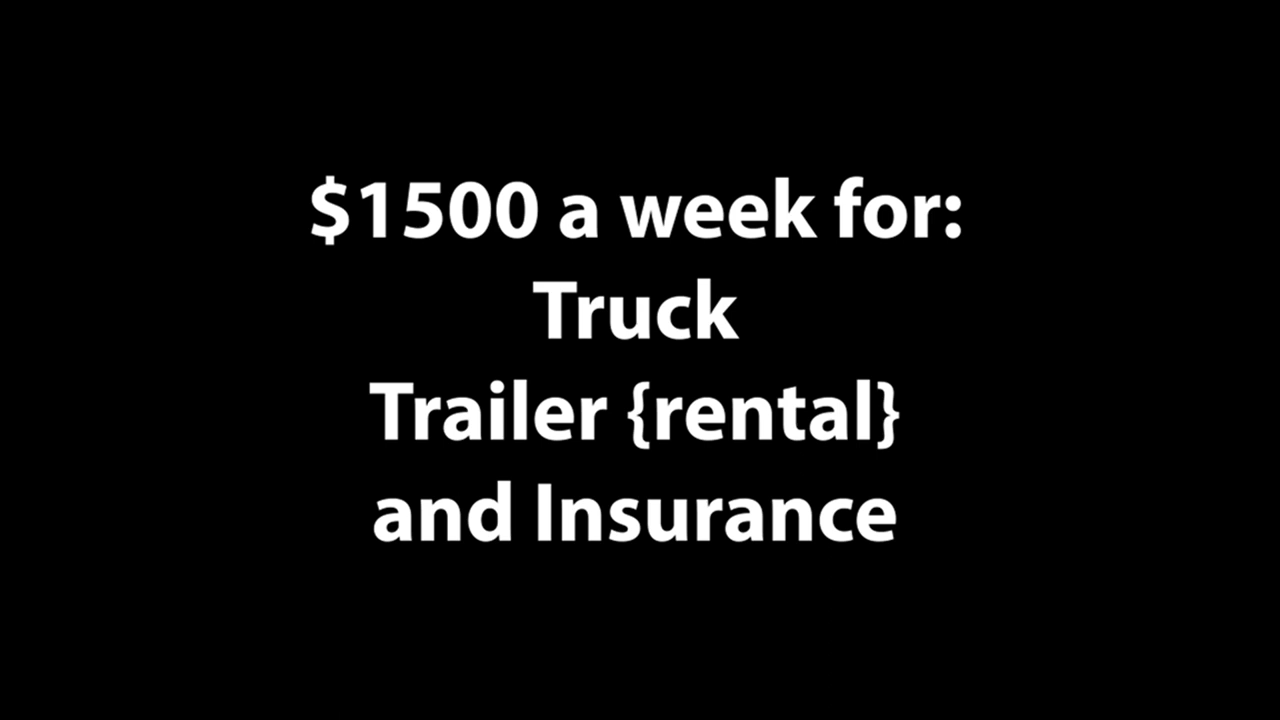 $1500 a week for:
Truck
Trailer {rental}
and Insurance